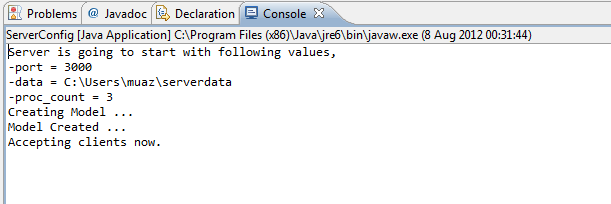 Problems @ Javadoc Declaration Console
ServerConfig [Java Application] C:\Program Files (x86)\Java\jre6\bin\javaw.exe (8 Aug 2012 00:31:44)
Server is going to start with following values,
-port = 3000
-data = C:\Users\muaz\serverdata
-proc_count = 3
Creating Model ...
Model Created ...
Accepting clients now.